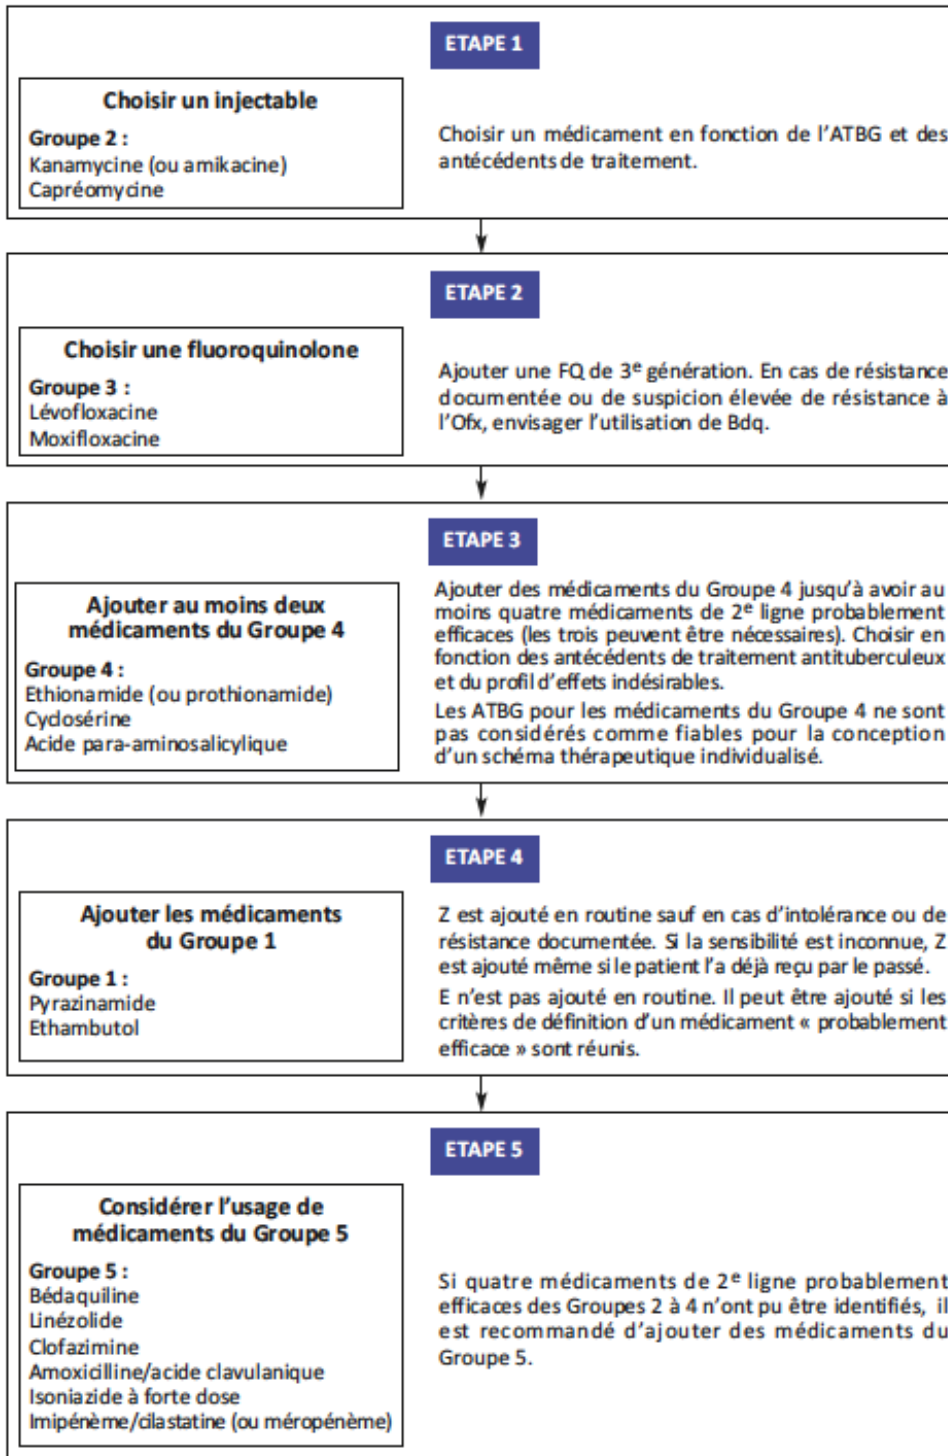 ETAPE 1
Choisir un injectable
Groupe 2 :
Kanamycine (ou amikacine)
Capréomycine
Choisir un médicament en fonction de l'ATBG et des
antécédents de traitement.
ETAPE 2
Choisir une fluoroquinolone
Groupe 3 :
Lévofloxacine
Moxifloxacine
Ajouter une FQ de 3e génération. En cas de résistance
documentée ou de suspicion élevée de résistance à
l'Ofx, envisager l'utilisation de Bdq.
ETAPE 3
Ajouter au moins deux
médicaments du Groupe 4
Groupe 4 :
Ethionamide (ou prothionamide)
Cyclosérine
Acide para-aminosalicylique
Ajouter des médicaments du Groupe 4 jusqu'à avoir au
moins quatre médicaments de 2e ligne probablement
efficaces (les trois peuvent être nécessaires). Choisir en
fonction des antécédents de traitement antituberculeux
et du profil d'effets indésirables.
Les ATBG pour les médicaments du Groupe 4 ne sont
pas considérés comme fiables pour la conception
d'un schéma thérapeutique individualisé.
ETAPE 4
Ajouter les médicaments
du Groupe 1
Groupe 1 :
Pyrazinamide
Ethambutol
Z est ajouté en routine sauf en cas d'intolérance ou de
résistance documentée. Si la sensibilité est inconnue, Z
est ajouté même si le patient l'a déjà reçu par le passé.
E n'est pas ajouté en routine. Il peut être ajouté si les
critères de définition d'un médicament « probablement
efficace » sont réunis.
ETAPE 5
Considérer l'usage de
médicaments du Groupe 5
Groupe 5 :
Bédaquiline
Linézolide
Clofazimine
Amoxicilline/acide clavulanique
Isoniazide à forte dose
Imipénème/cilastatine (ou méropénème)
Si quatre médicaments de 2e ligne probablement
efficaces des Groupes 2 à 4 n'ont pu être identifiés, il
est recommandé d'ajouter des médicaments du
Groupe 5.